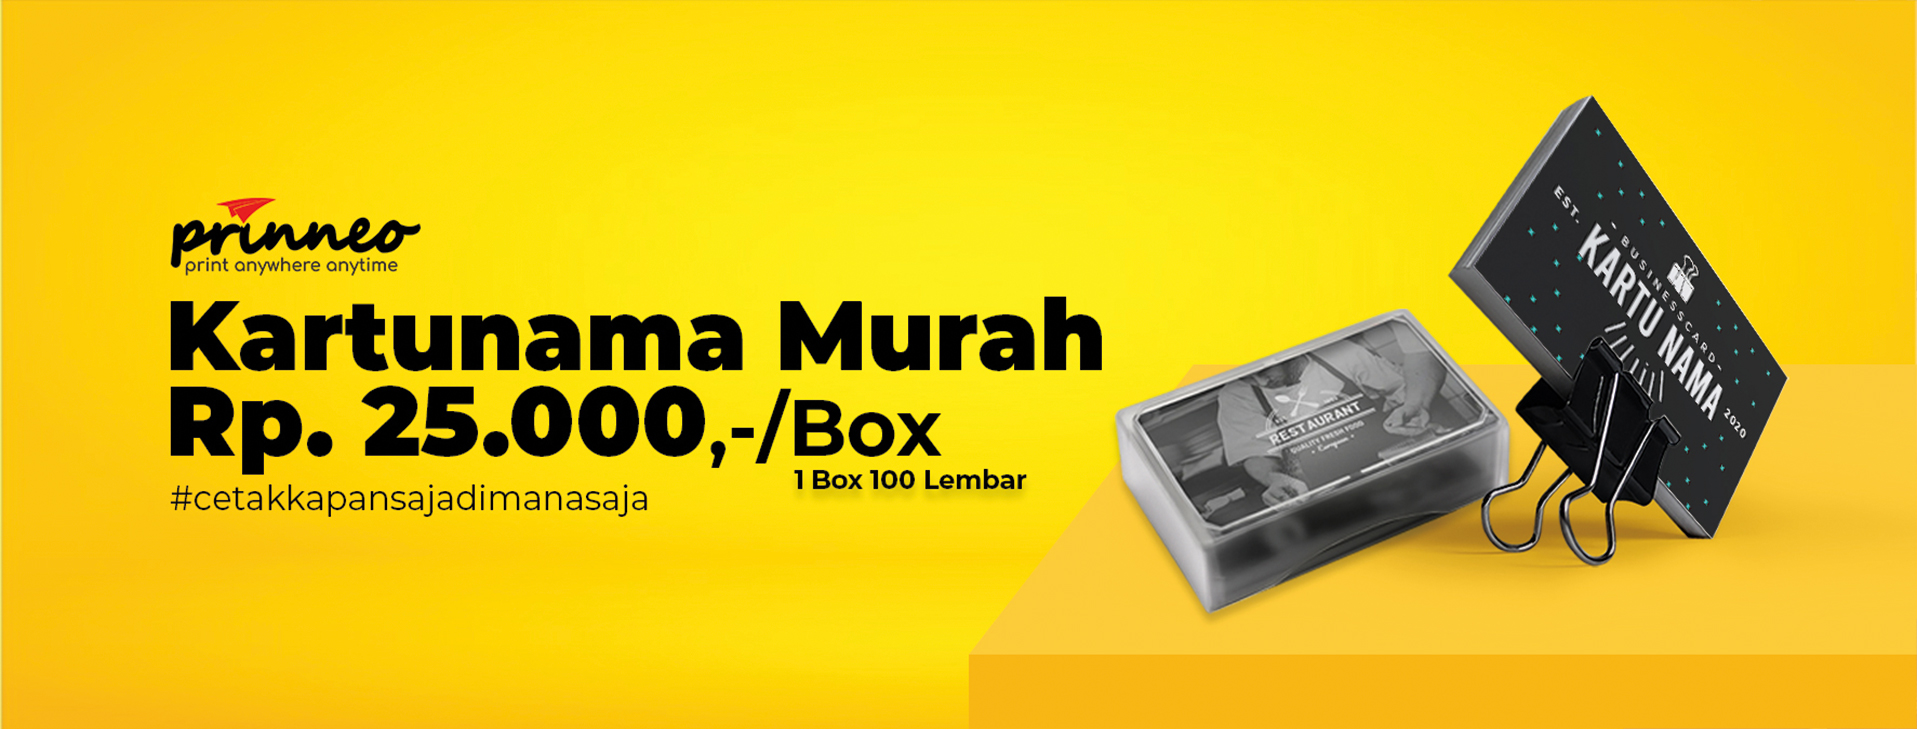 prinneo
print anywhere anytime
Kartunama Murah
Rp. 25.000,-/Box
1 Box 100 Lembar
#cetakkapansajadimanasaja
RESTAURANT
QUALITY FRESH FOOD
EST.
- BUSINESSCARD -
KARTU NAMA
2020